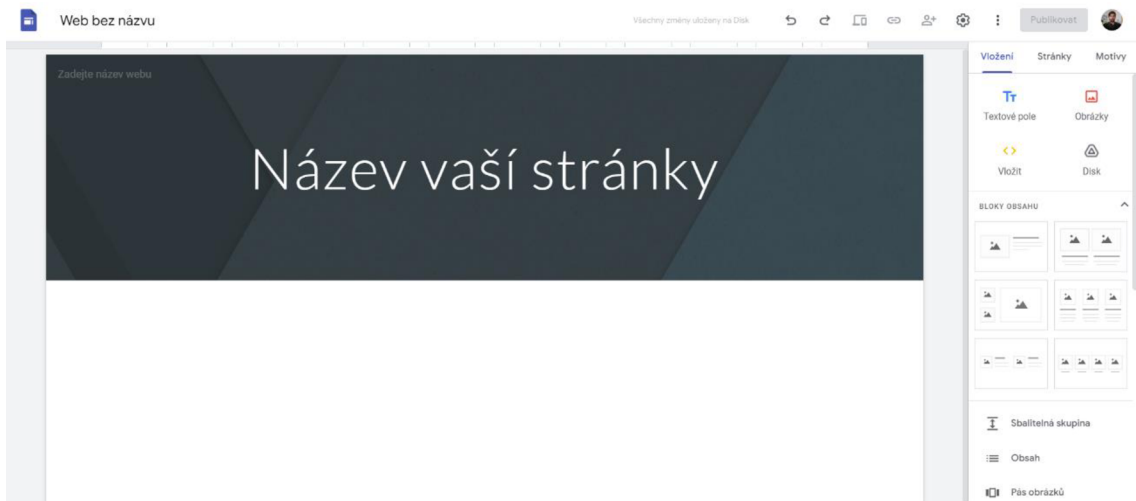 Web bez názvu
Všechny změny uloženy na Disk
Publikovat
Zadejte název webu
Název vaší stránky
Vložení Stránky Motivy
Textové pole Obrázky
Vložit Disk
BLOKY OBSAHU
Sbalitelná skupina
Obsah
Pás obrázků